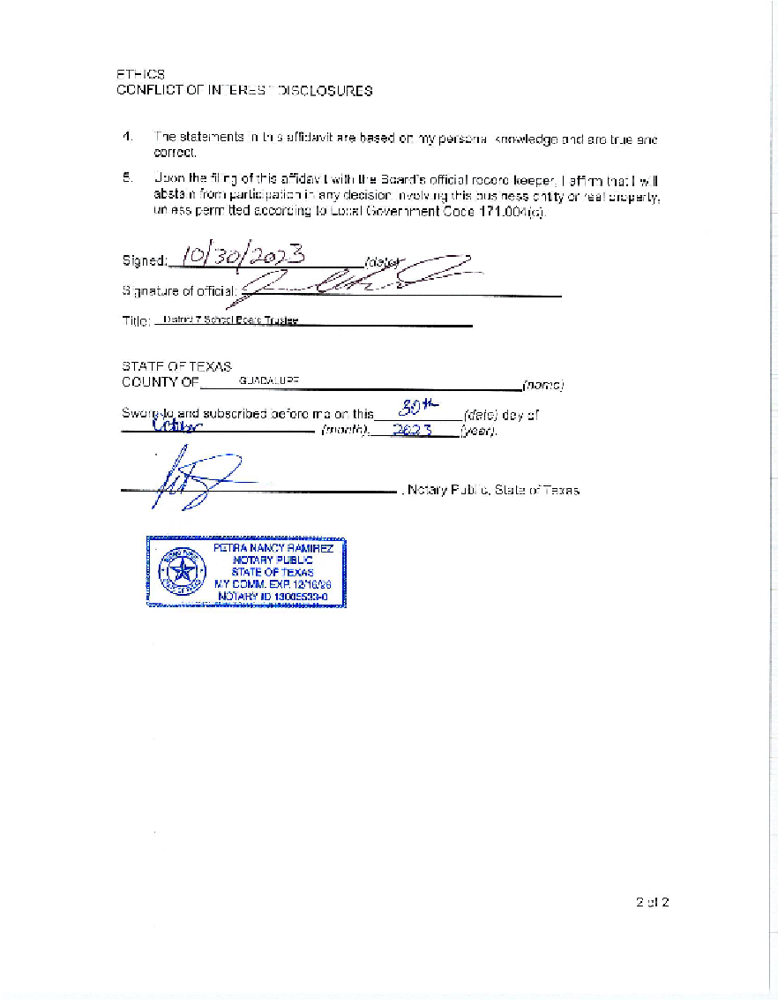 ETHICS
CONFLICT OF INTEREST DISCLOSURES
4. The statements in this affidavit are based on my personal knowledge and are true and
correct.
5. Upon the filing of this affidavit with the Board's official record keeper, I affirm that I will
abstain from participation in any decision involving this business entity or real property,
unless permitted according to Local Government Code 171.004(c).
Signed: 10/30/2023 (date)
Signature of official:
Title: District 7 School Board Trustee
STATE OF TEXAS
COUNTY OF GUADALUPE (name)
Sworn to and subscribed before me on this 30th (date) day of
October (month), 2023 (year).
, Notary Public, State of Texas
PETRA NANCY RAMIREZ
NOTARY PUBLIC
STATE OF TEXAS
MY COMM. EXP. 12/16/26
NOTARY ID 13005533-0
2 of 2